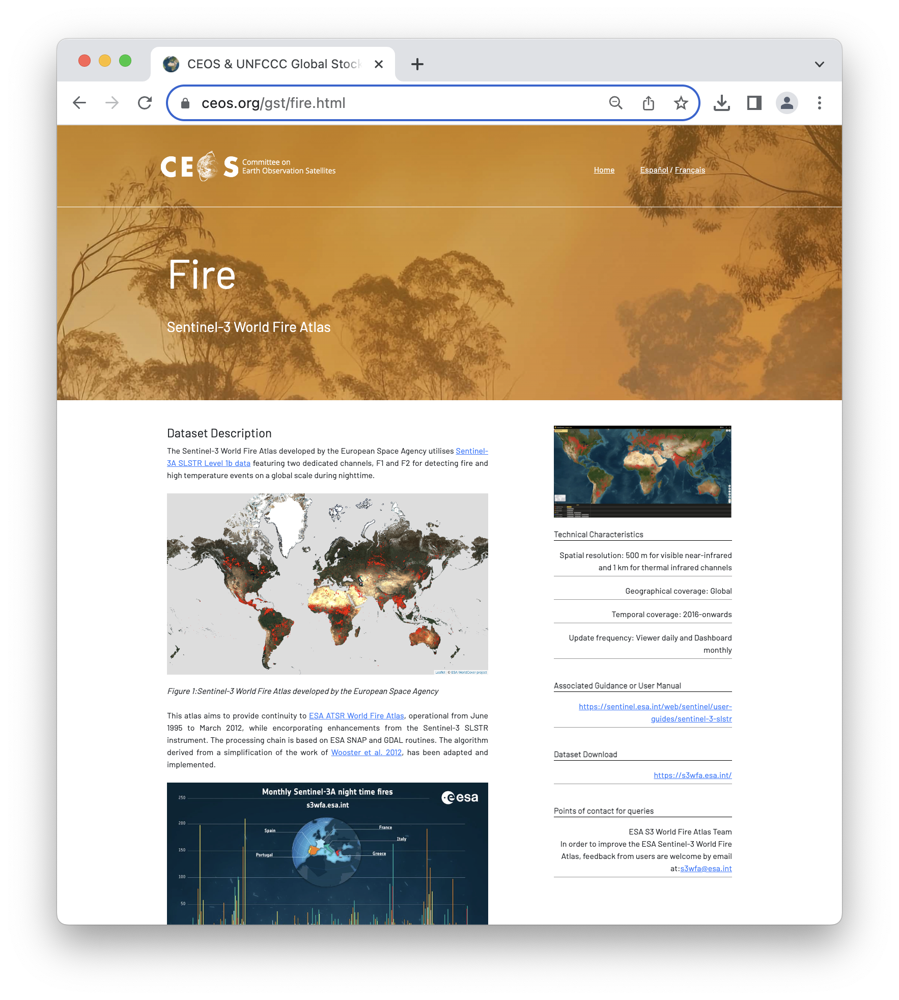 CEOS & UNFCCC Global Stock
ceos.org/gst/fire.html
CEOS
Committee on
Earth Observation Satellites
Home
Español / Français
Fire
Sentinel-3 World Fire Atlas
Dataset Description
The Sentinel-3 World Fire Atlas developed by the European Space Agency utilises Sentinel-
3A SLSTR Level 1b data featuring two dedicated channels, F1 and F2 for detecting fire and
high temperature events on a global scale during nighttime.
Leaflet | © ESA WorldCover project
Figure 1:Sentinel-3 World Fire Atlas developed by the European Space Agency
This atlas aims to provide continuity to ESA ATSR World Fire Atlas, operational from June
1995 to March 2012, while encorporating enhancements from the Sentinel-3 SLSTR
instrument. The processing chain is based on ESA SNAP and GDAL routines. The algorithm
derived from a simplification of the work of Wooster et al. 2012, has been adapted and
implemented.
Monthly Sentinel-3A night time fires
s3wfa.esa.int
esa
250
200
150
100
50
Spain
France
Italy
Portugal
Greece
Technical Characteristics
Spatial resolution: 500 m for visible near-infrared
and 1 km for thermal infrared channels
Geographical coverage: Global
Temporal coverage: 2016-onwards
Update frequency: Viewer daily and Dashboard
monthly
Associated Guidance or User Manual
https://sentinel.esa.int/web/sentinel/user-
guides/sentinel-3-slstr
Dataset Download
https://s3wfa.esa.int/
Points of contact for queries
ESA S3 World Fire Atlas Team
In order to improve the ESA Sentinel-3 World Fire
Atlas, feedback from users are welcome by email
at:s3wfa@esa.int